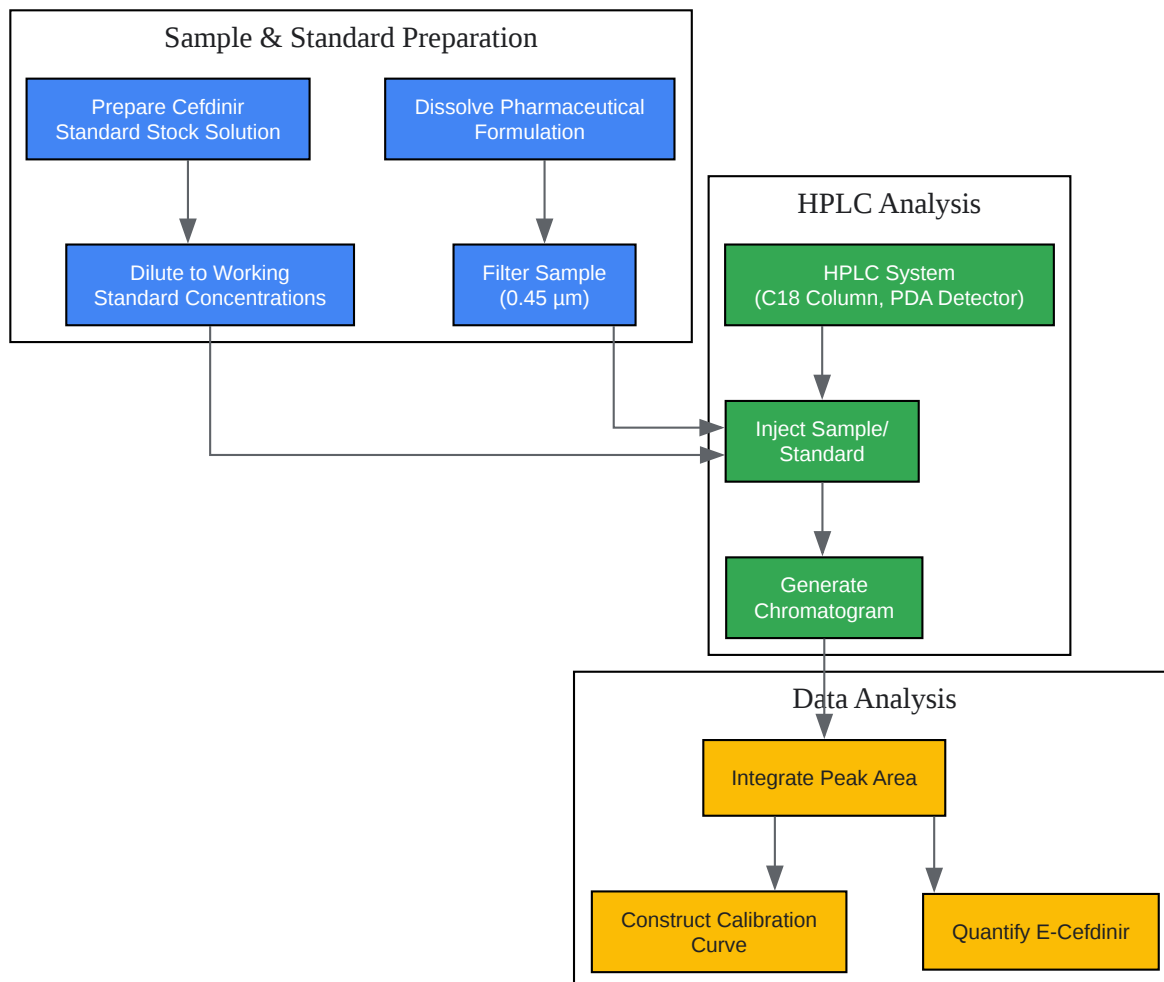 Sample & Standard Preparation
Prepare Cefdinir
Standard Stock Solution
Dissolve Pharmaceutical
Formulation
Dilute to Working
Standard Concentrations
Filter Sample
(0.45 µm)
HPLC Analysis
HPLC System
(C18 Column, PDA Detector)
Inject Sample/
Standard
Generate
Chromatogram
Data Analysis
Integrate Peak Area
Construct Calibration
Curve
Quantify E-Cefdinir